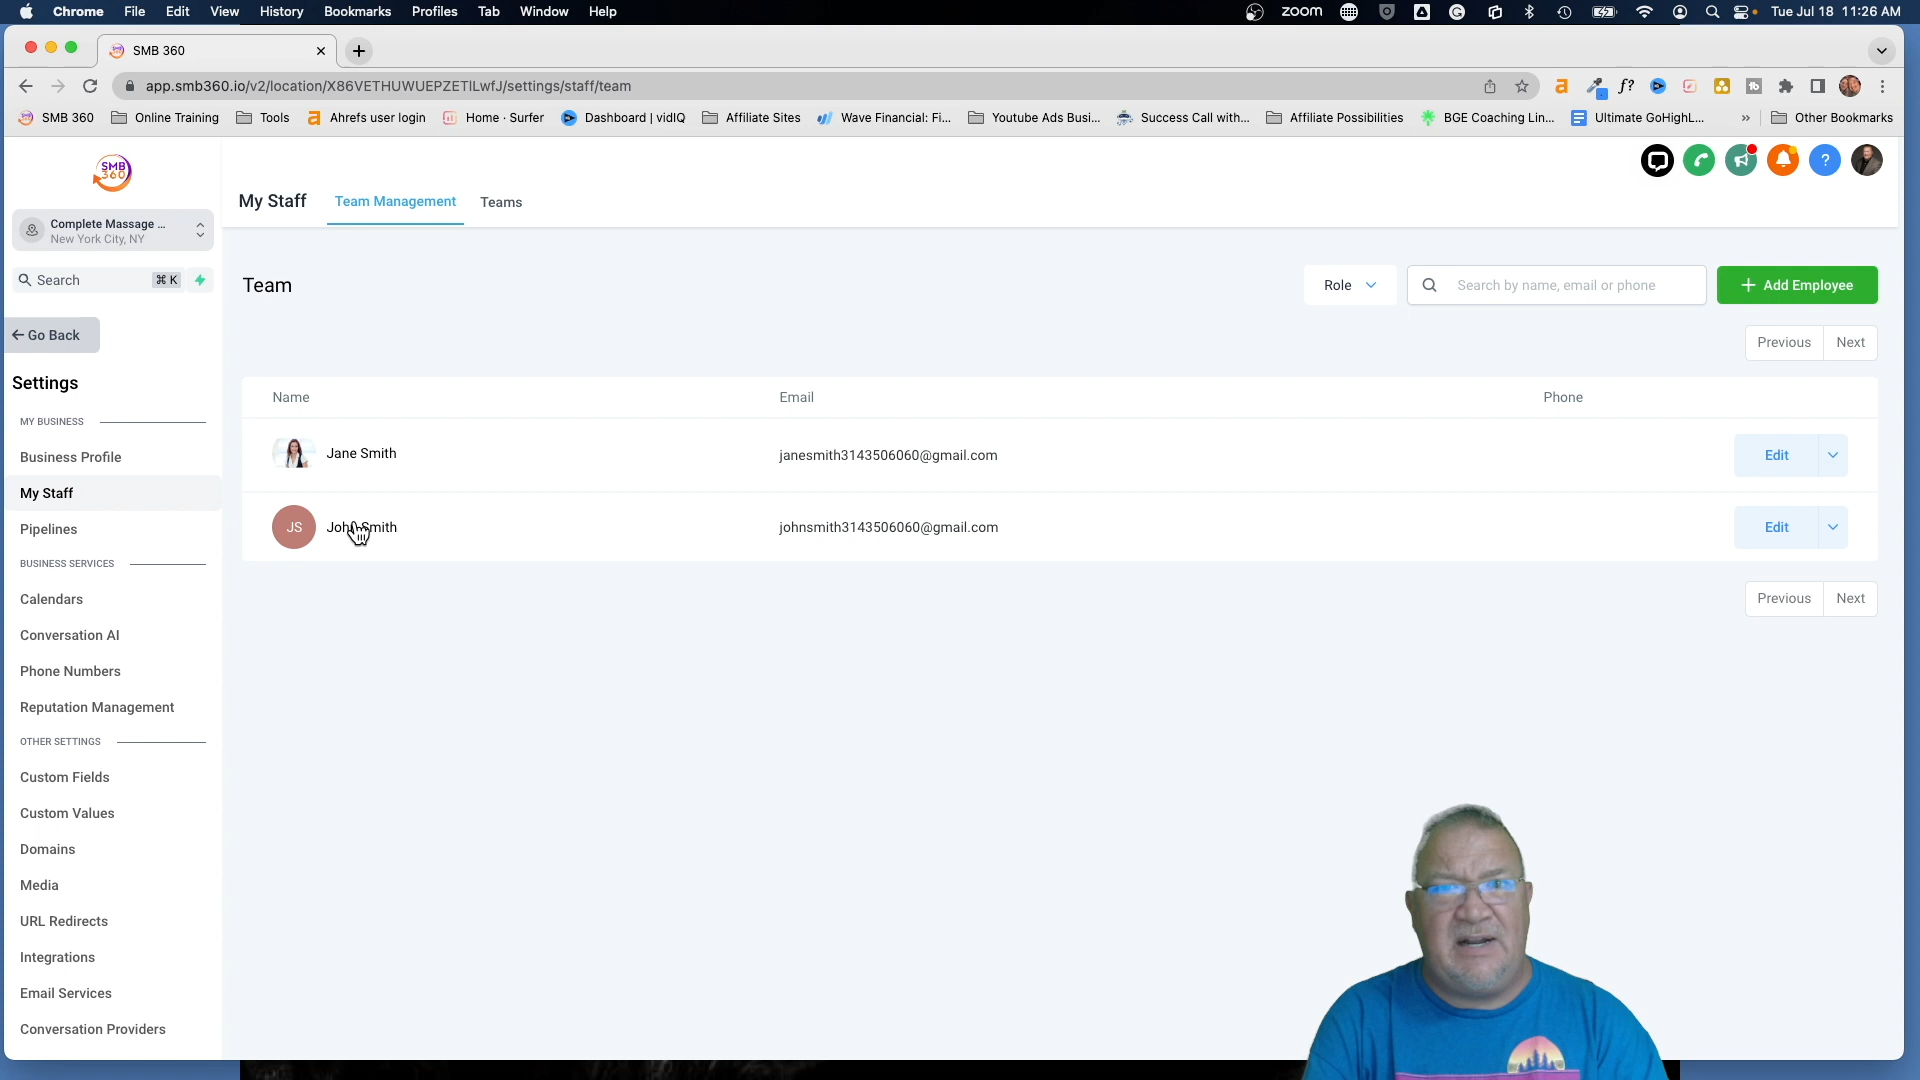 Chrome File Edit View History Bookmarks Profiles Tab Window Help zoom Tue Jul 18 11:26 AM
SMB 360
app.smb360.io/v2/location/X86VETHUWUEPZETlLwfJ/settings/staff/team
SMB 360 Online Training Tools Ahrefs user login Home · Surfer Dashboard | vidIQ Affiliate Sites Wave Financial: Fi... Youtube Ads Busi... Success Call with... Affiliate Possibilities BGE Coaching Lin... Ultimate GoHighL... » Other Bookmarks
SMB
360
My Staff Team Management Teams
Complete Massage ...
New York City, NY
Search ⌘ K
Team Role Search by name, email or phone + Add Employee
← Go Back
Previous Next
Settings
Name Email Phone
MY BUSINESS
Business Profile
Jane Smith janesmith3143506060@gmail.com Edit
My Staff
Pipelines
JS John Smith johnsmith3143506060@gmail.com Edit
BUSINESS SERVICES
Calendars
Previous Next
Conversation AI
Phone Numbers
Reputation Management
OTHER SETTINGS
Custom Fields
Custom Values
Domains
Media
URL Redirects
Integrations
Email Services
Conversation Providers